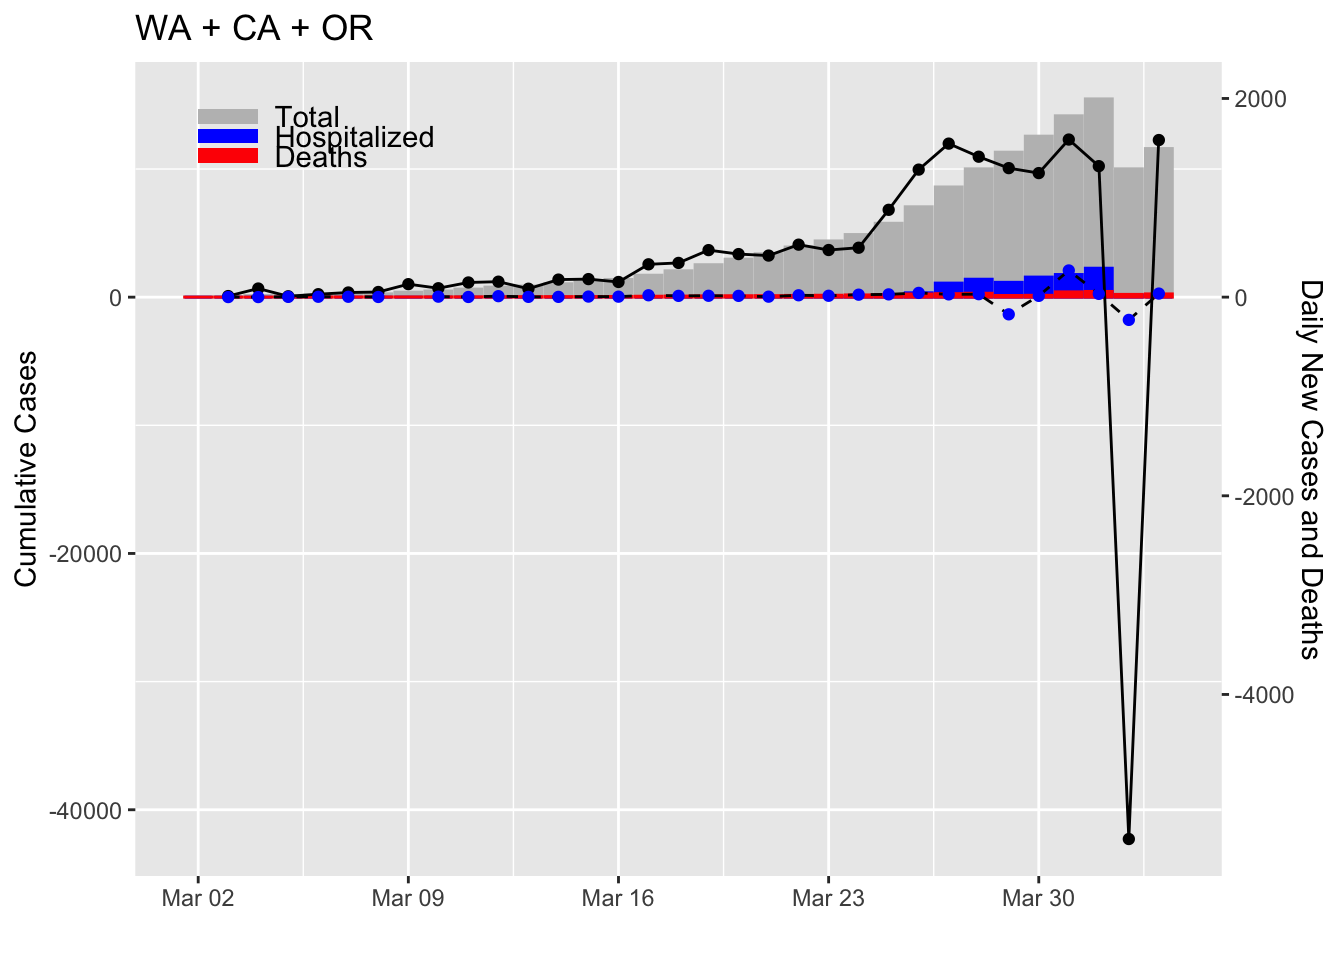 WA + CA + OR
Total
Hospitalized
Deaths
2000
0
-2000
-4000
0
-20000
-40000
Cumulative Cases
Daily New Cases and Deaths
Mar 02
Mar 09
Mar 16
Mar 23
Mar 30